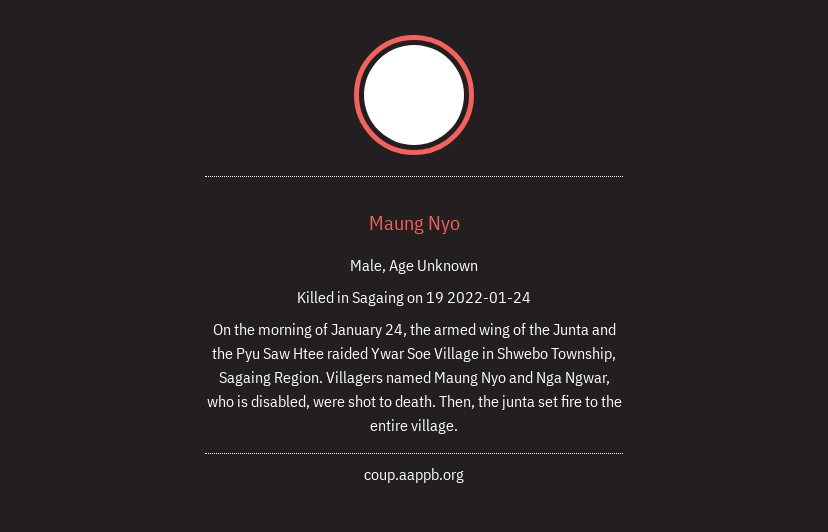 Maung Nyo
Male, Age Unknown
Killed in Sagaing on 19 2022-01-24
On the morning of January 24, the armed wing of the Junta and
the Pyu Saw Htee raided Ywar Soe Village in Shwebo Township,
Sagaing Region. Villagers named Maung Nyo and Nga Ngwar,
who is disabled, were shot to death. Then, the junta set fire to the
entire village.
coup.aappb.org